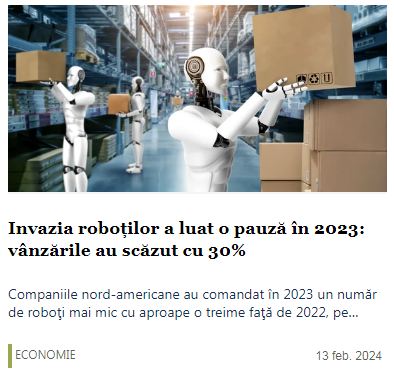 Invazia roboților a luat o pauză în 2023:
vânzările au scăzut cu 30%
Companiile nord-americane au comandat în 2023 un număr
de roboţi mai mic cu aproape o treime faţă de 2022, pe...
ECONOMIE
13 feb. 2024